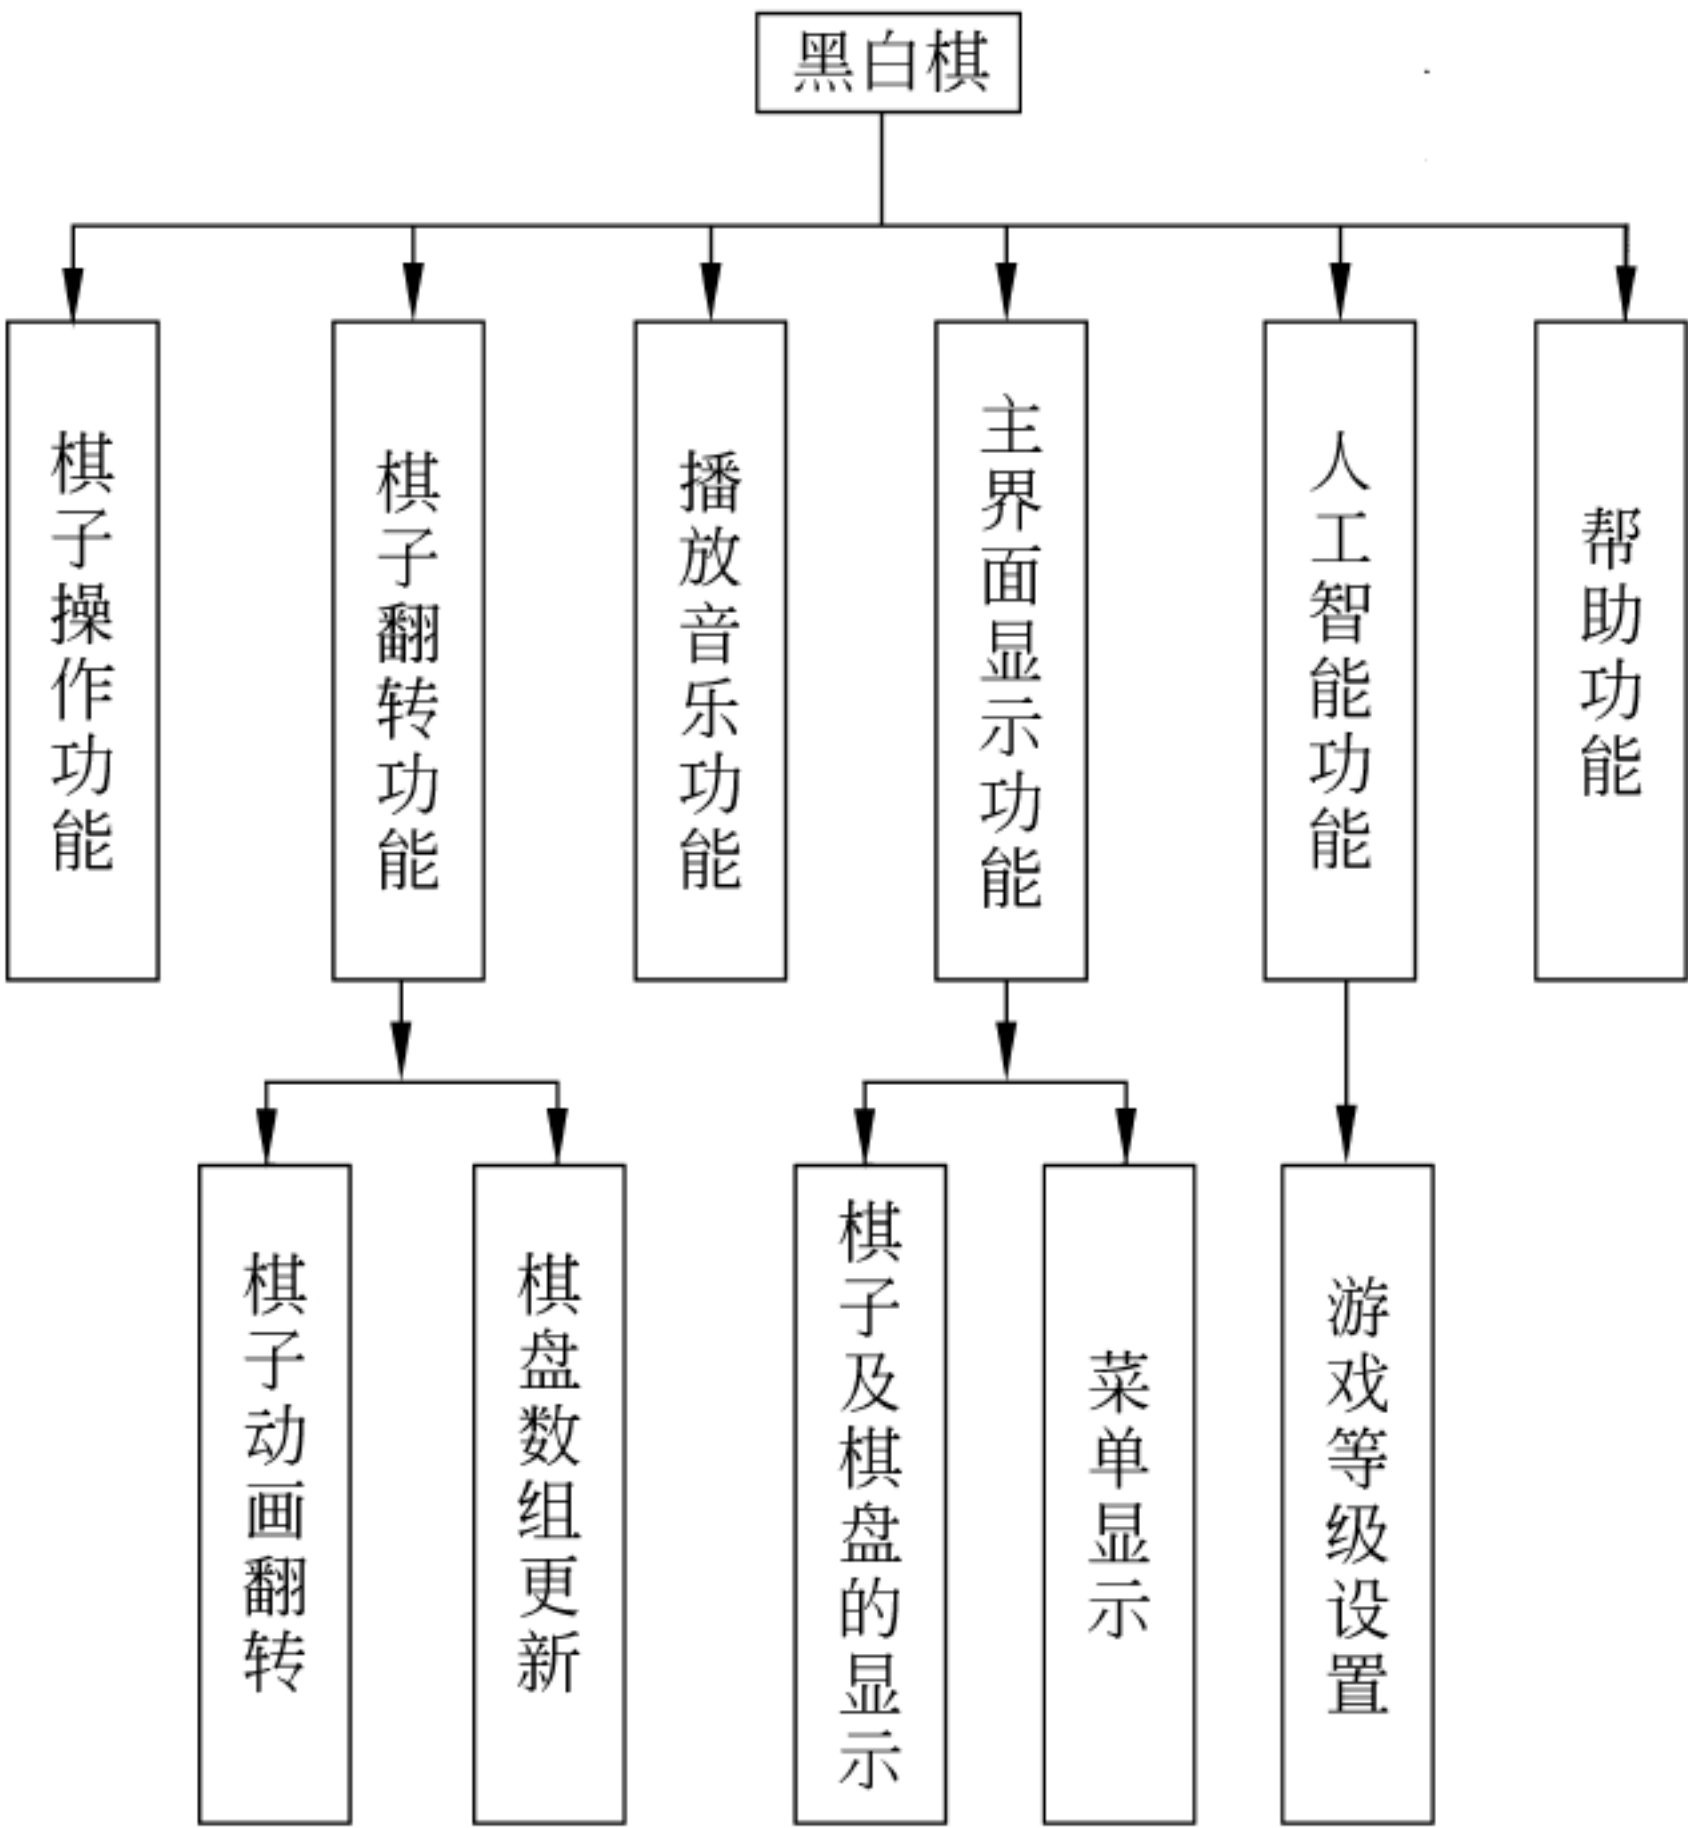 黑白棋
棋子操作功能
棋子翻转功能
播放音乐功能
主界面显示功能
人工智能功能
帮助功能
棋子动画翻转
棋盘数组更新
棋子及棋盘的显示
菜单显示
游戏等级设置